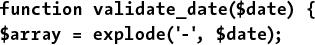 function validate_date($date) {
$array = explode('-', $date);